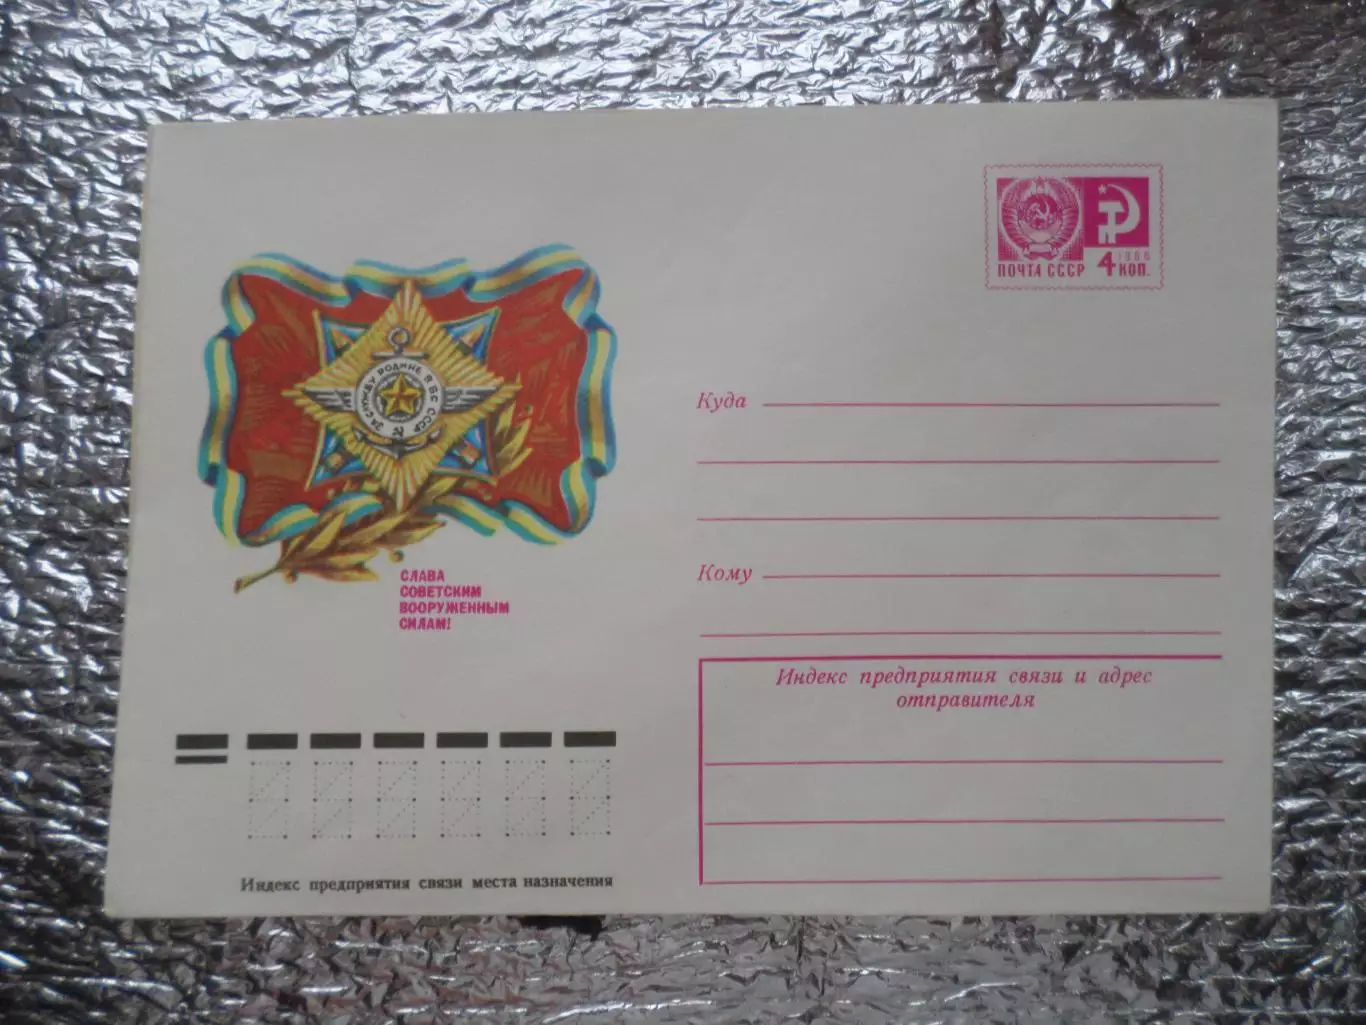 1966
ПОЧТА СССР 4 КОП.
ЗА СЛУЖБУ РОДИНЕ В ВС СССР
СЛАВА
СОВЕТСКИМ
ВООРУЖЕННЫМ
СИЛАМ!
Куда
Кому
Индекс предприятия связи и адрес
отправителя
Индекс предприятия связи места назначения